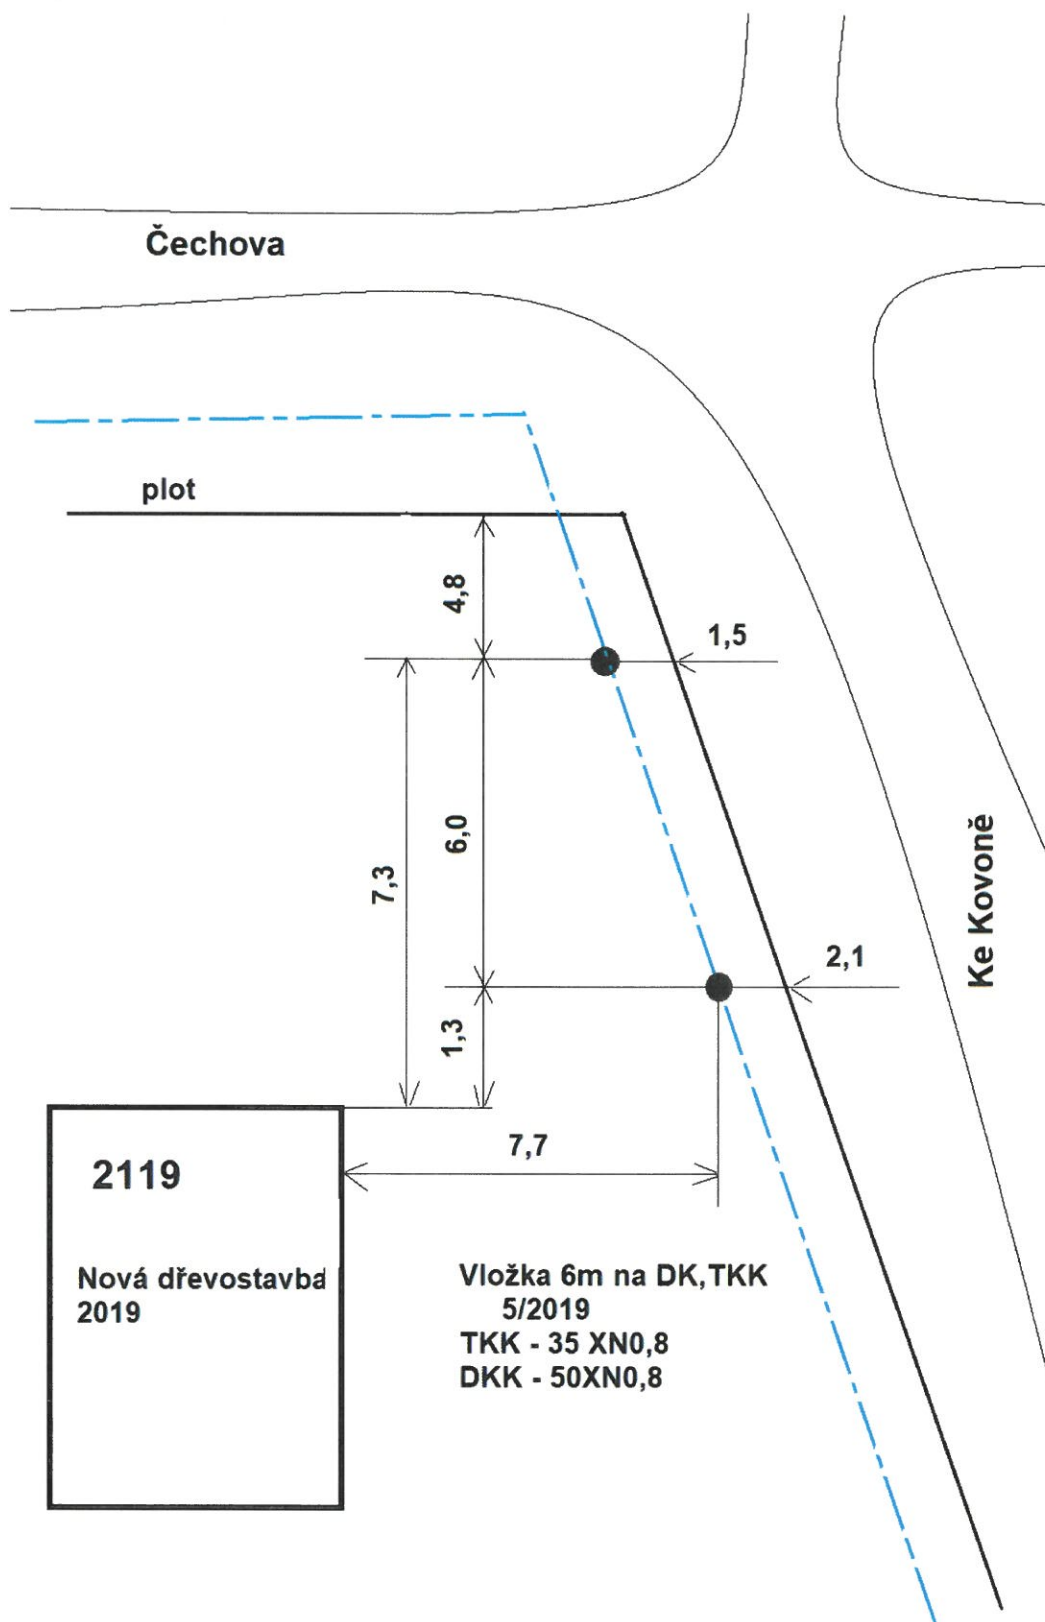 Čechova
plot
4,8
1,5
6,0
7,3
Ke Kovoně
2,1
1,3
7,7
2119
Nová dřevostavba
2019
Vložka 6m na DK,TKK
5/2019
TKK - 35 XN0,8
DKK - 50XN0,8